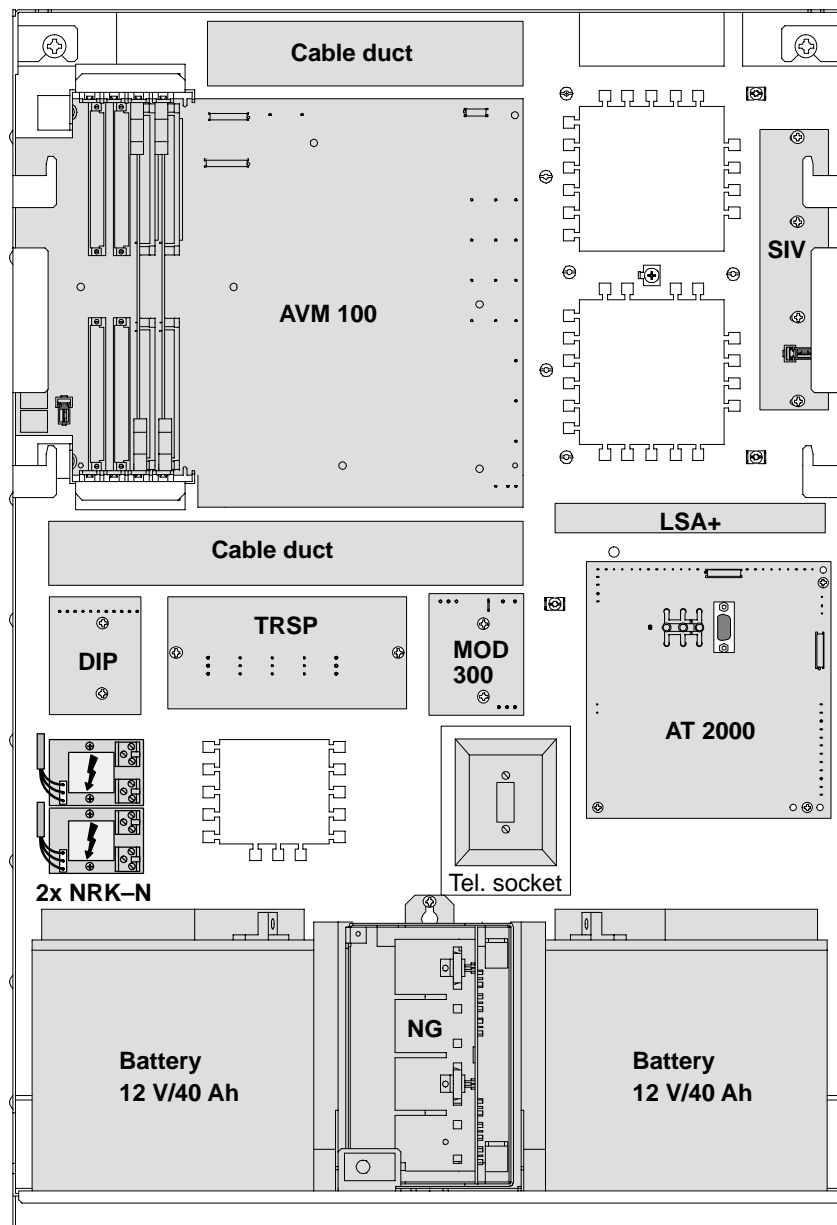 Cable duct
SIV
AVM 100
LSA+
Cable duct
TRSP
MOD
300
DIP
AT 2000
Tel. socket
2x NRK–N
NG
Battery
12 V/40 Ah
Battery
12 V/40 Ah